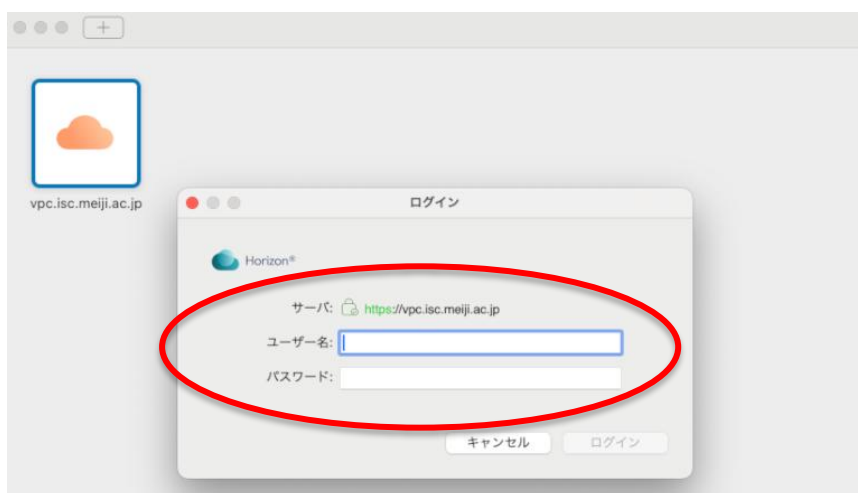 vpc.isc.meiji.ac.jp
ログイン
Horizon®
サーバ: https://vpc.isc.meiji.ac.jp
ユーザー名:
パスワード:
キャンセル ログイン